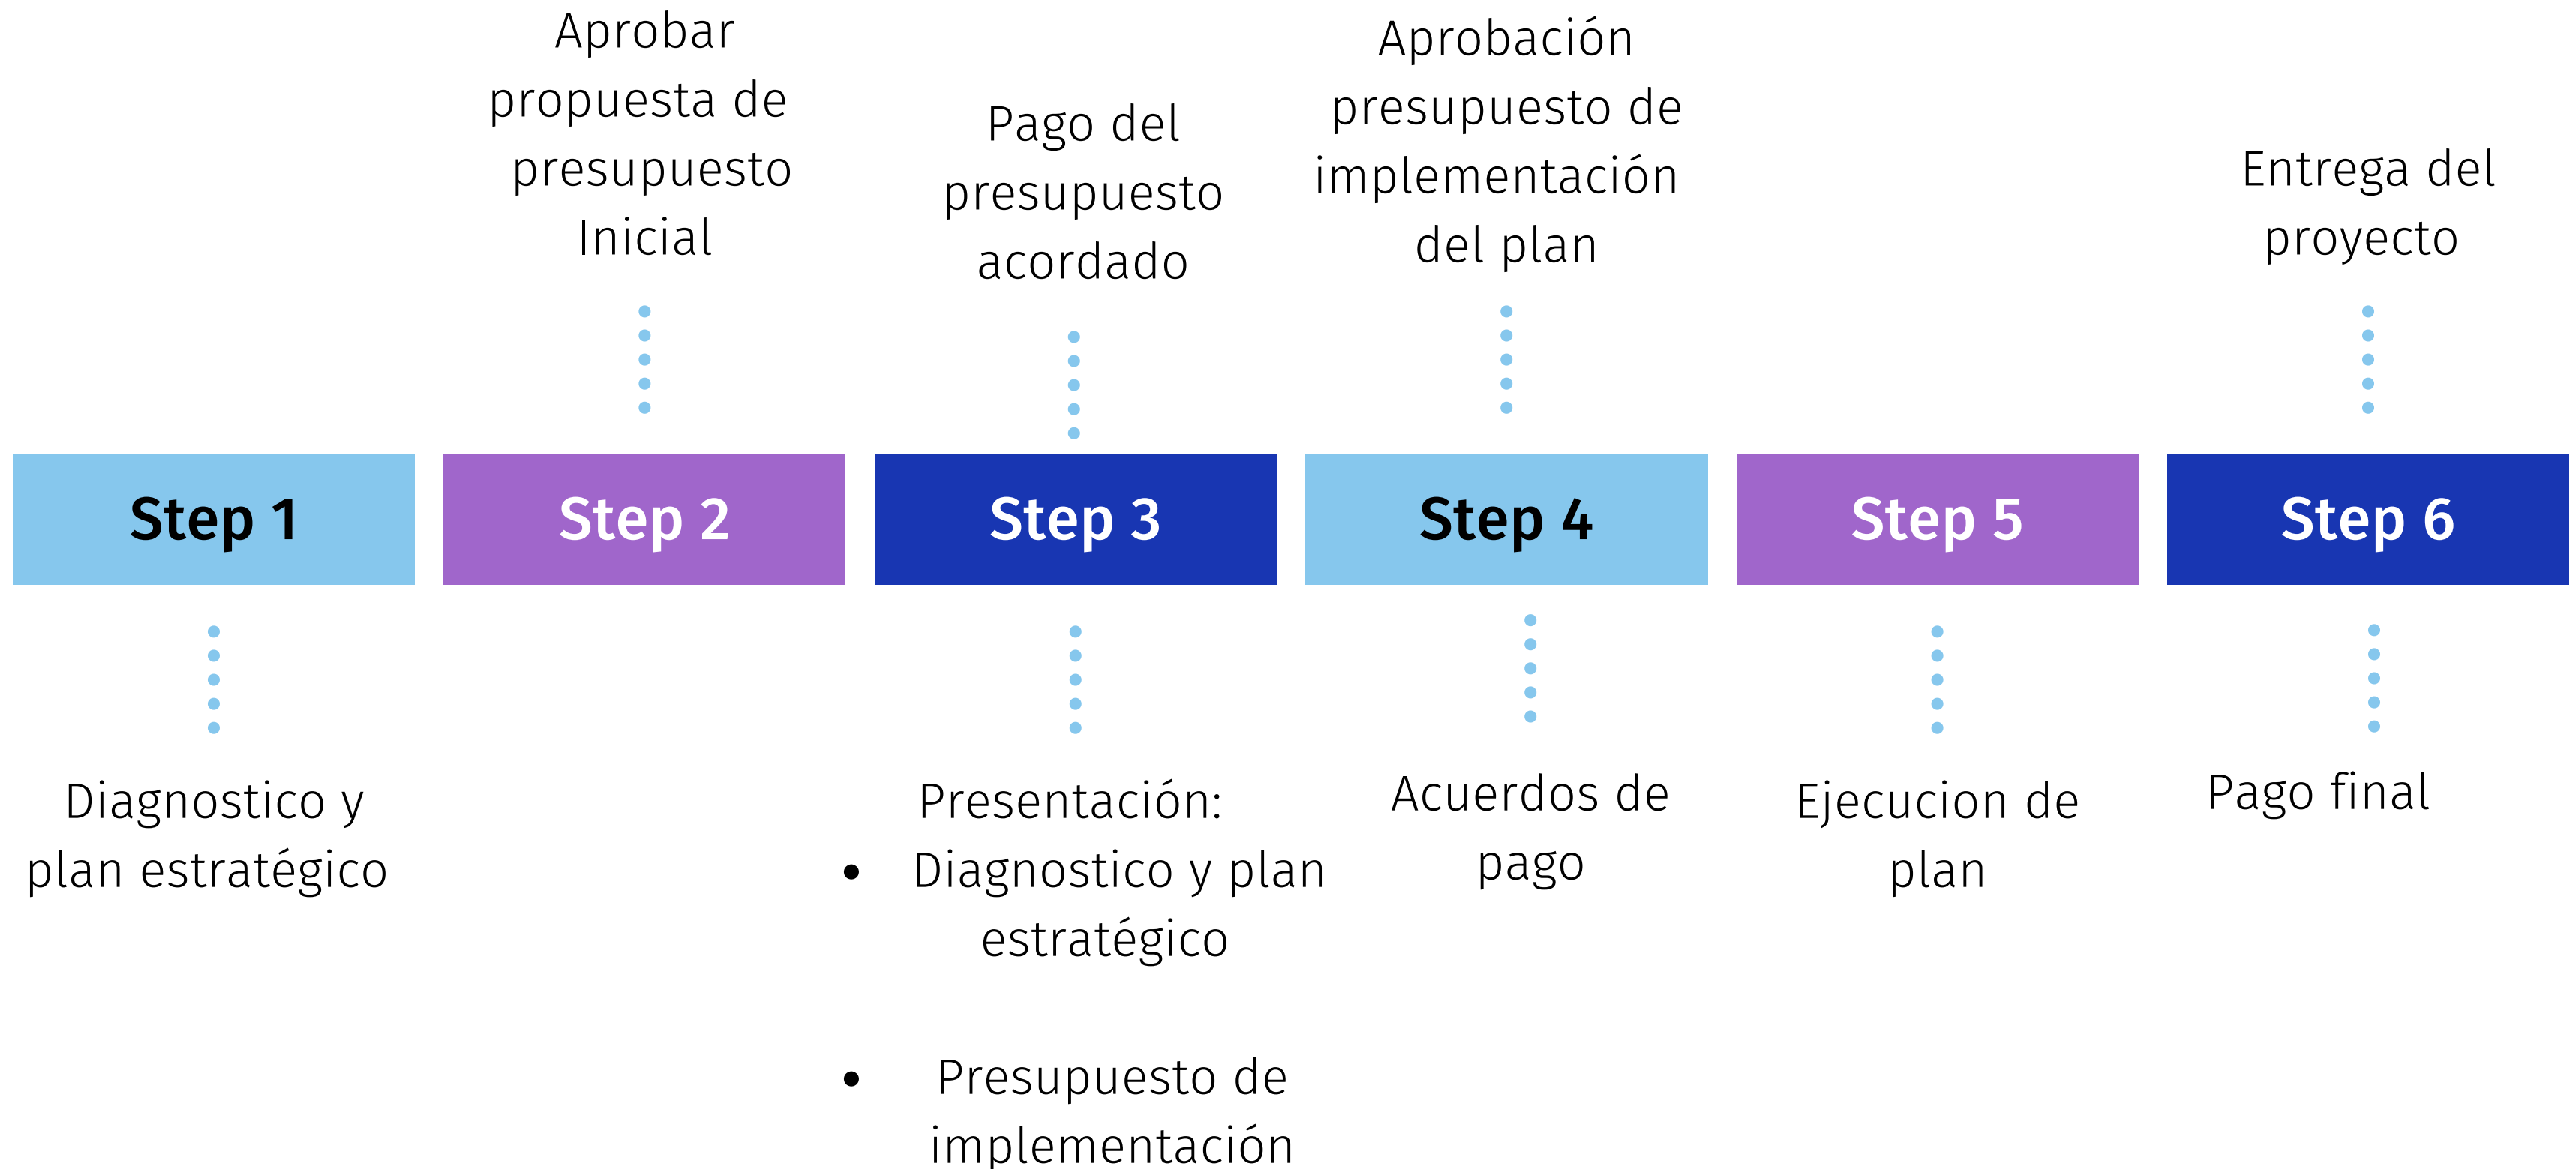 Aprobar
propuesta de
presupuesto
Inicial
Pago del
presupuesto
acordado
Aprobación
presupuesto de
implementación
del plan
Entrega del
proyecto
Step 1
Step 2
Step 3
Step 4
Step 5
Step 6
Diagnostico y
plan estratégico
Presentación:
• Diagnostico y plan
estratégico
• Presupuesto de
implementación
Acuerdos de
pago
Ejecucion de
plan
Pago final